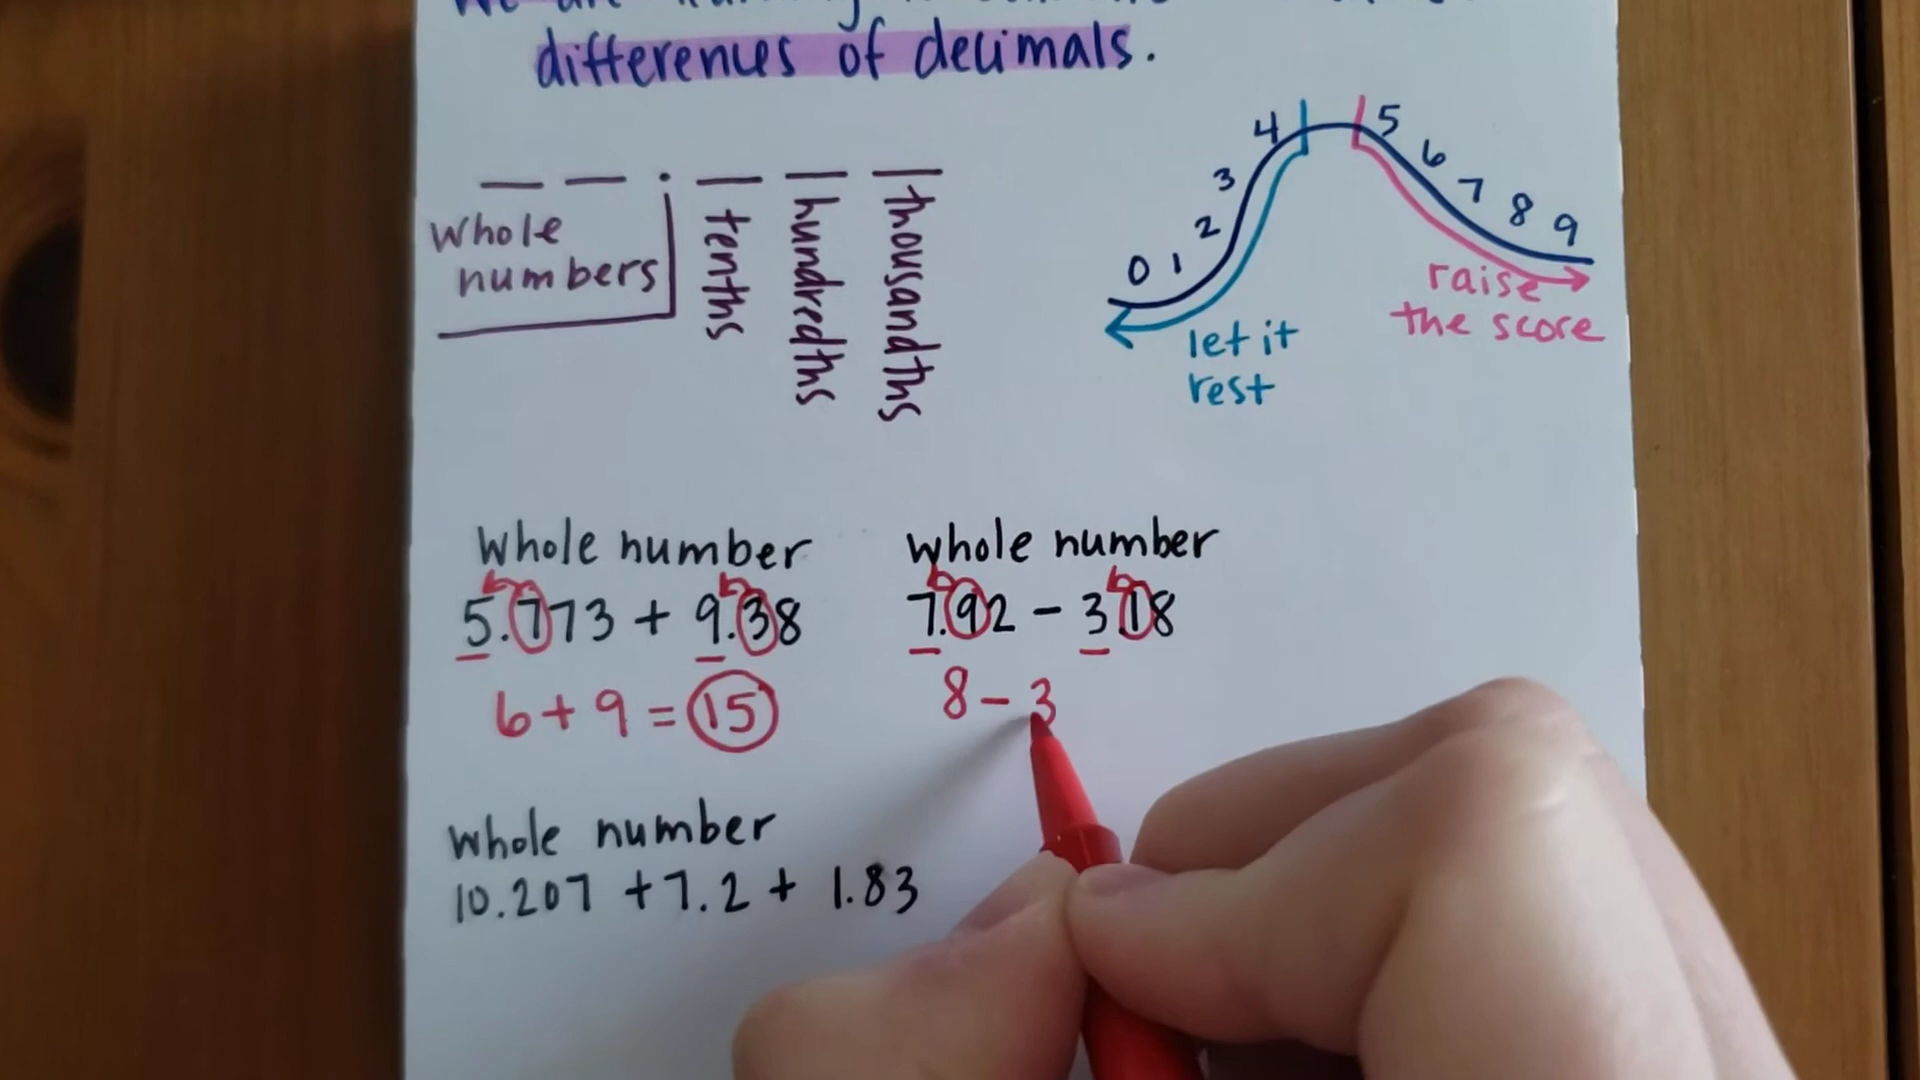 differences of decimals.
4 5
3 6
2 7
0 1 8 9
whole
numbers
tenths
hundredths
thousandths
let it
rest
raise
the score
whole number
5.773 + 9.38
6 + 9 = 15
whole number
7.92 - 3.18
8 - 3
whole number
10.207 + 7.2 + 1.83